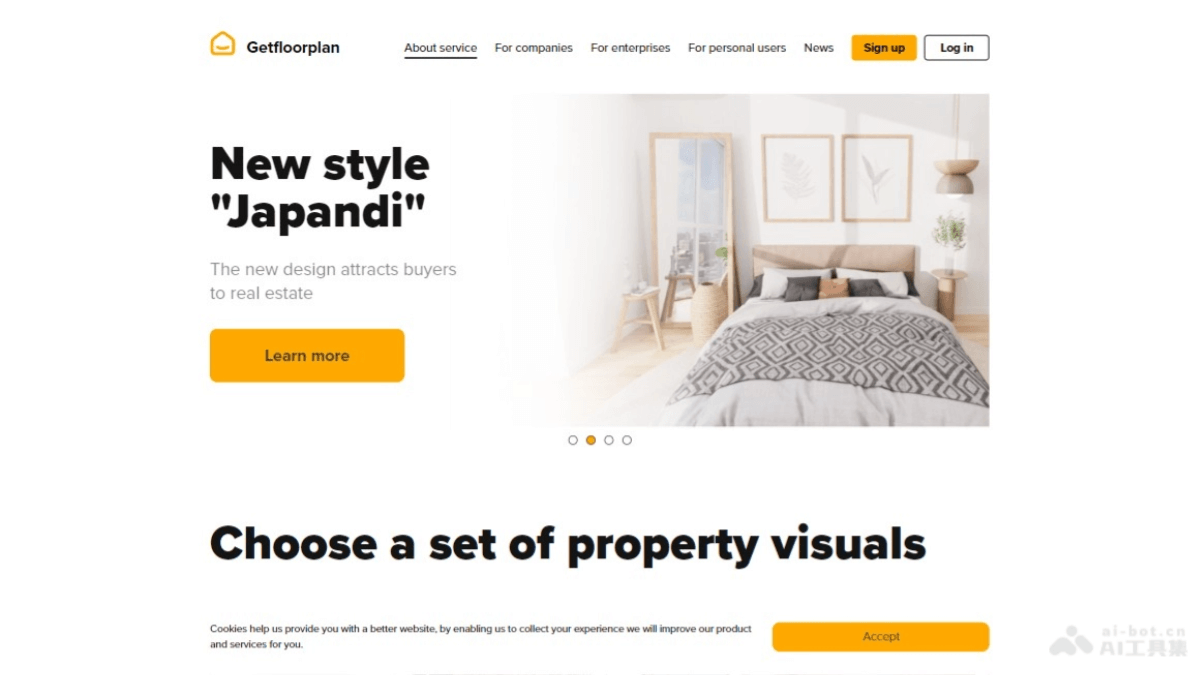 Getfloorplan
About service For companies For enterprises For personal users News Sign up Log in
New style
"Japandi"
The new design attracts buyers
to real estate
Learn more
Choose a set of property visuals
Cookies help us provide you with a better website, by enabling us to collect your experience we will improve our product
and services for you.
Accept
ai-bot.cn
AI工具集